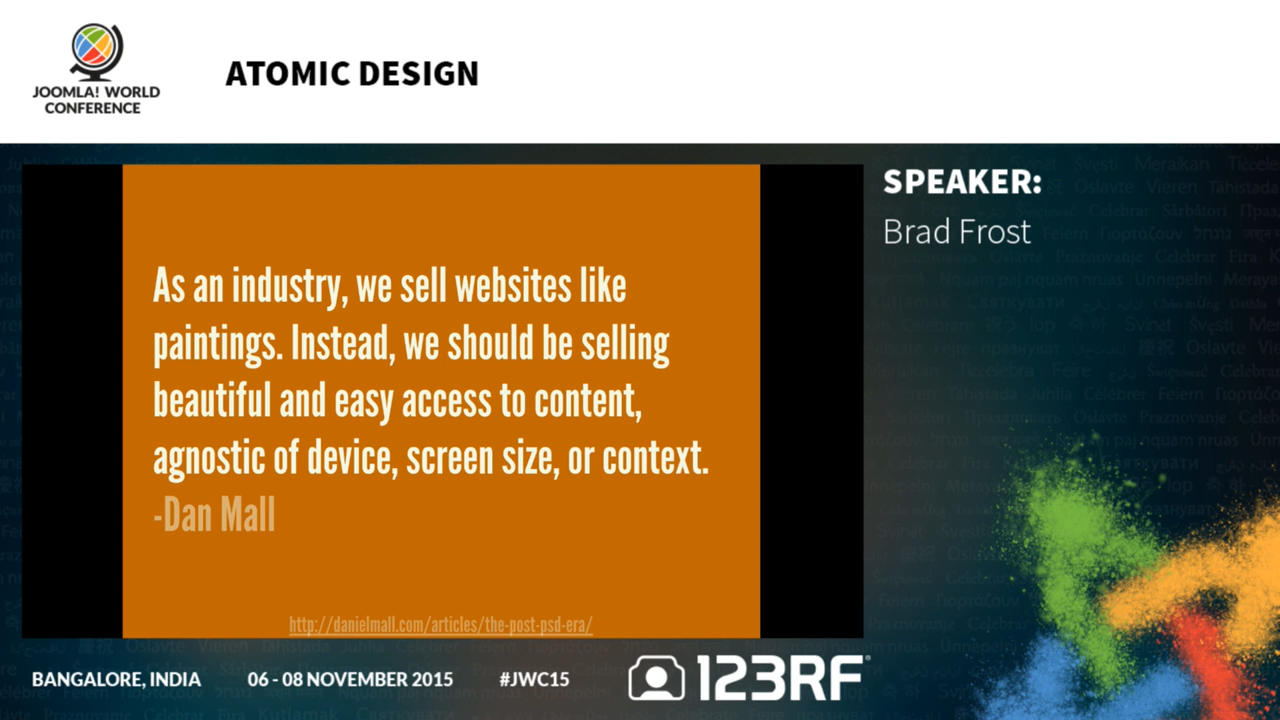 JOOMLA! WORLD
CONFERENCE
ATOMIC DESIGN
As an industry, we sell websites like
paintings. Instead, we should be selling
beautiful and easy access to content,
agnostic of device, screen size, or context.
-Dan Mall
http://danielmall.com/articles/the-post-psd-era/
SPEAKER:
Brad Frost
BANGALORE, INDIA
06 - 08 NOVEMBER 2015
#JWC15
123RF®